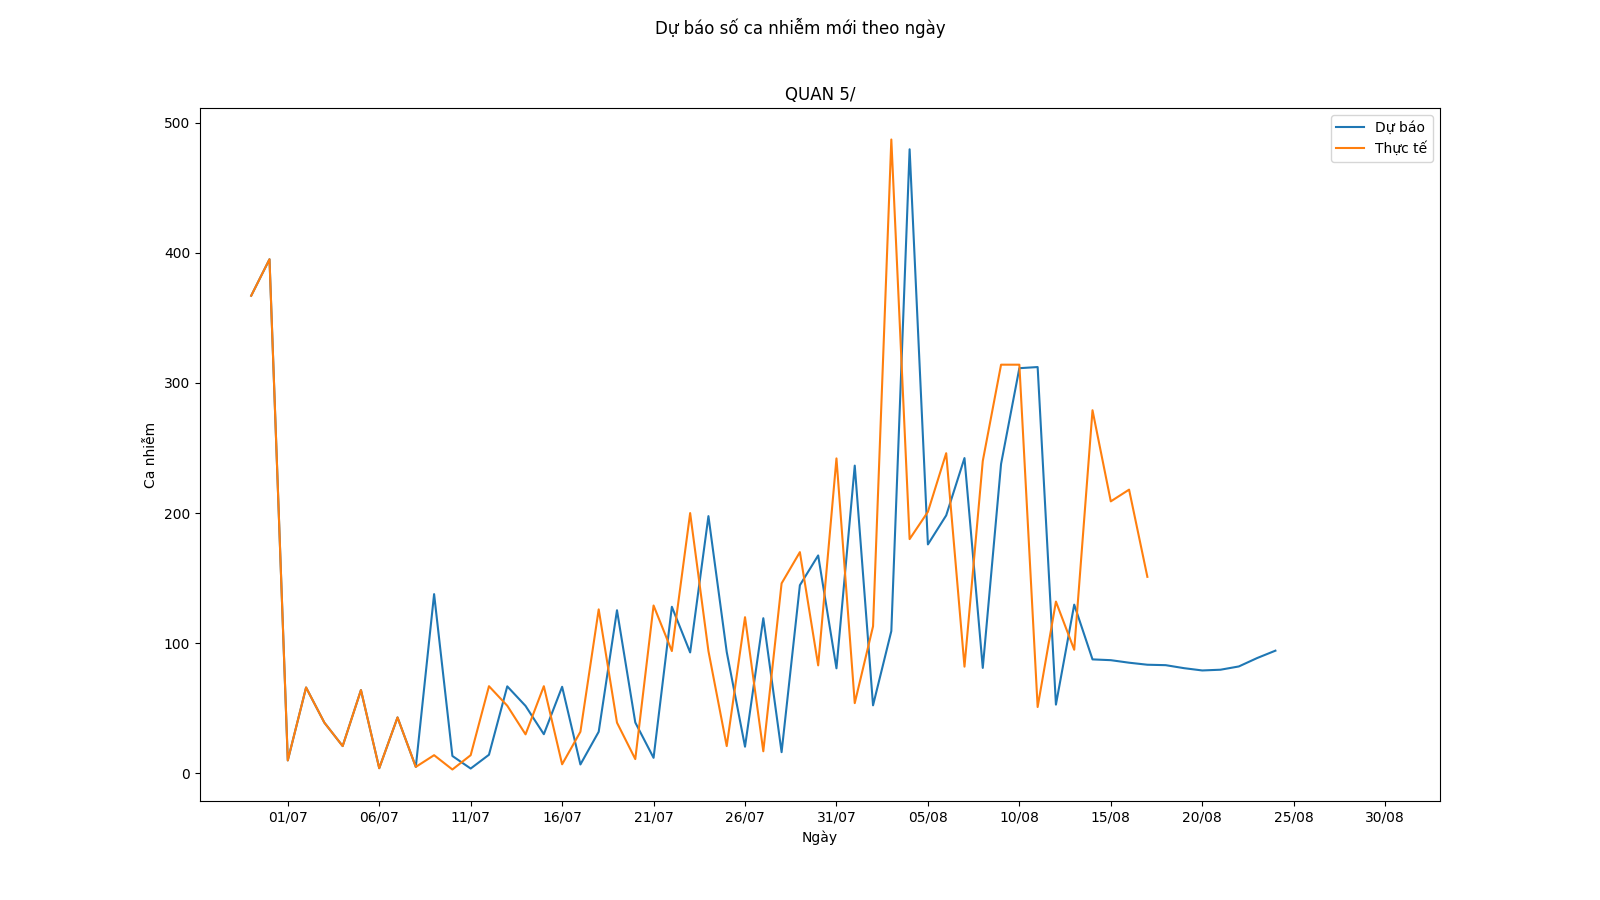 Dự báo số ca nhiễm mới theo ngày
QUAN 5/
Dự báo
Thực tế
Ca nhiễm
500
400
300
200
100
0
01/07 06/07 11/07 16/07 21/07 26/07 31/07 05/08 10/08 15/08 20/08 25/08 30/08
Ngày